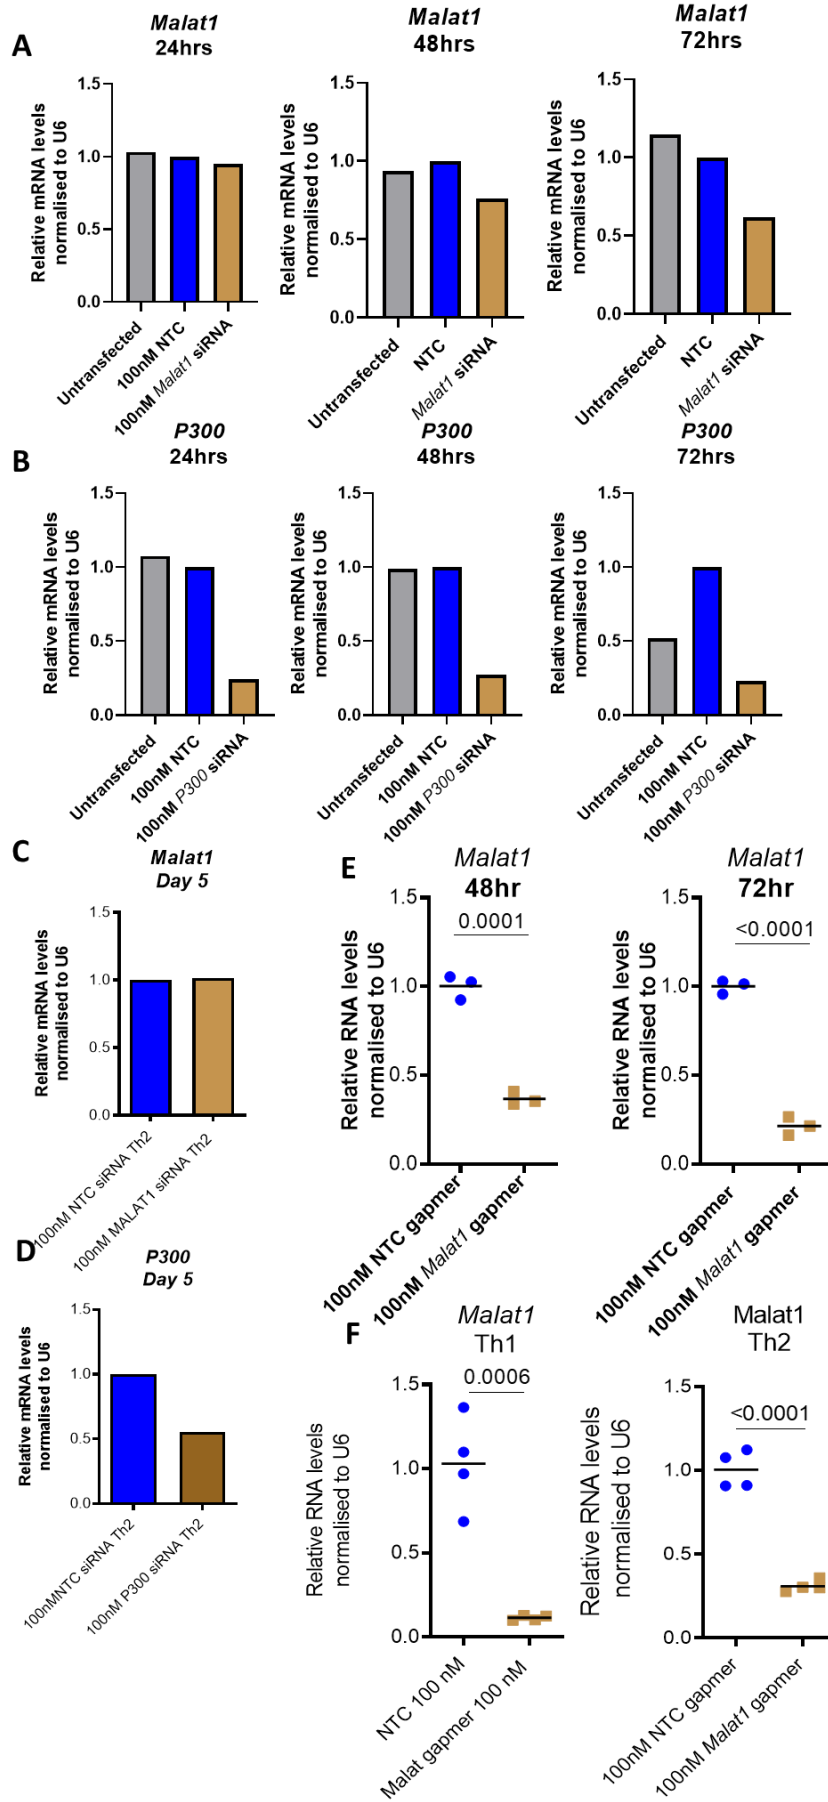 A
Malat1
24hrs
Relative mRNA levels
normalised to U6
1.5
1.0
0.5
0.0
Untransfected
100nM NTC
100nM Malat1 siRNA
Malat1
48hrs
Relative mRNA levels
normalised to U6
1.5
1.0
0.5
0.0
Untransfected
NTC
Malat1 siRNA
Malat1
72hrs
Relative mRNA levels
normalised to U6
1.5
1.0
0.5
0.0
Untransfected
NTC
Malat1 siRNA
B
P300
24hrs
Relative mRNA levels
normalised to U6
1.5
1.0
0.5
0.0
Untransfected
100nM NTC
100nM P300 siRNA
P300
48hrs
Relative mRNA levels
normalised to U6
1.5
1.0
0.5
0.0
Untransfected
100nM NTC
100nM P300 siRNA
P300
72hrs
Relative mRNA levels
normalised to U6
1.5
1.0
0.5
0.0
Untransfected
100nM NTC
100nM P300 siRNA
C
Malat1
Day 5
Relative mRNA levels
normalised to U6
1.5
1.0
0.5
0.0
100nM NTC siRNA Th2
100nM MALAT1 siRNA Th2
D
P300
Day 5
Relative mRNA levels
normalised to U6
1.5
1.0
0.5
0.0
100nMNTC siRNA Th2
100nM P300 siRNA Th2
E
Malat1
48hr
Relative RNA levels
normalised to U6
1.5
1.0
0.5
0.0
0.0001
100nM NTC gapmer
100nM Malat1 gapmer
Malat1
72hr
Relative RNA levels
normalised to U6
1.5
1.0
0.5
0.0
<0.0001
100nM NTC gapmer
100nM Malat1 gapmer
F
Malat1
Th1
Relative RNA levels
normalised to U6
1.5
1.0
0.5
0.0
0.0006
NTC 100 nM
Malat gapmer 100 nM
Malat1
Th2
Relative RNA levels
normalised to U6
1.5
1.0
0.5
0.0
<0.0001
100nM NTC gapmer
100nM Malat1 gapmer